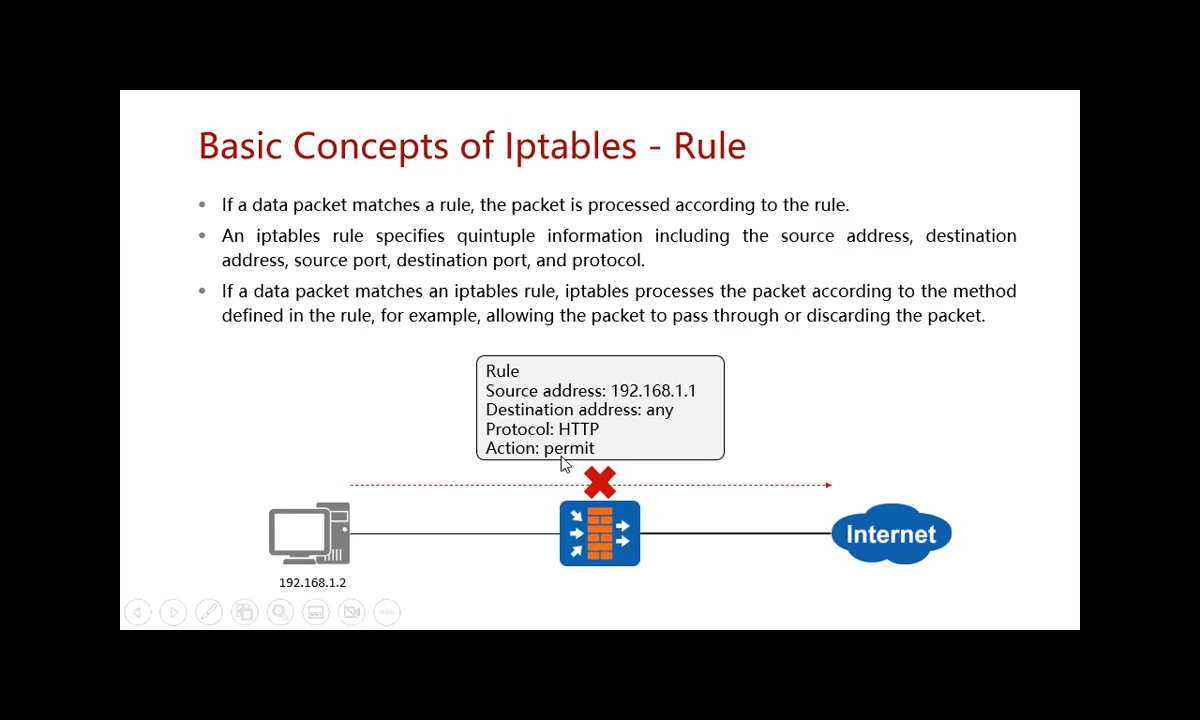 Basic Concepts of Iptables - Rule
• If a data packet matches a rule, the packet is processed according to the rule.
• An iptables rule specifies quintuple information including the source address, destination
address, source port, destination port, and protocol.
• If a data packet matches an iptables rule, iptables processes the packet according to the method
defined in the rule, for example, allowing the packet to pass through or discarding the packet.
Rule
Source address: 192.168.1.1
Destination address: any
Protocol: HTTP
Action: permit
Internet
192.168.1.2